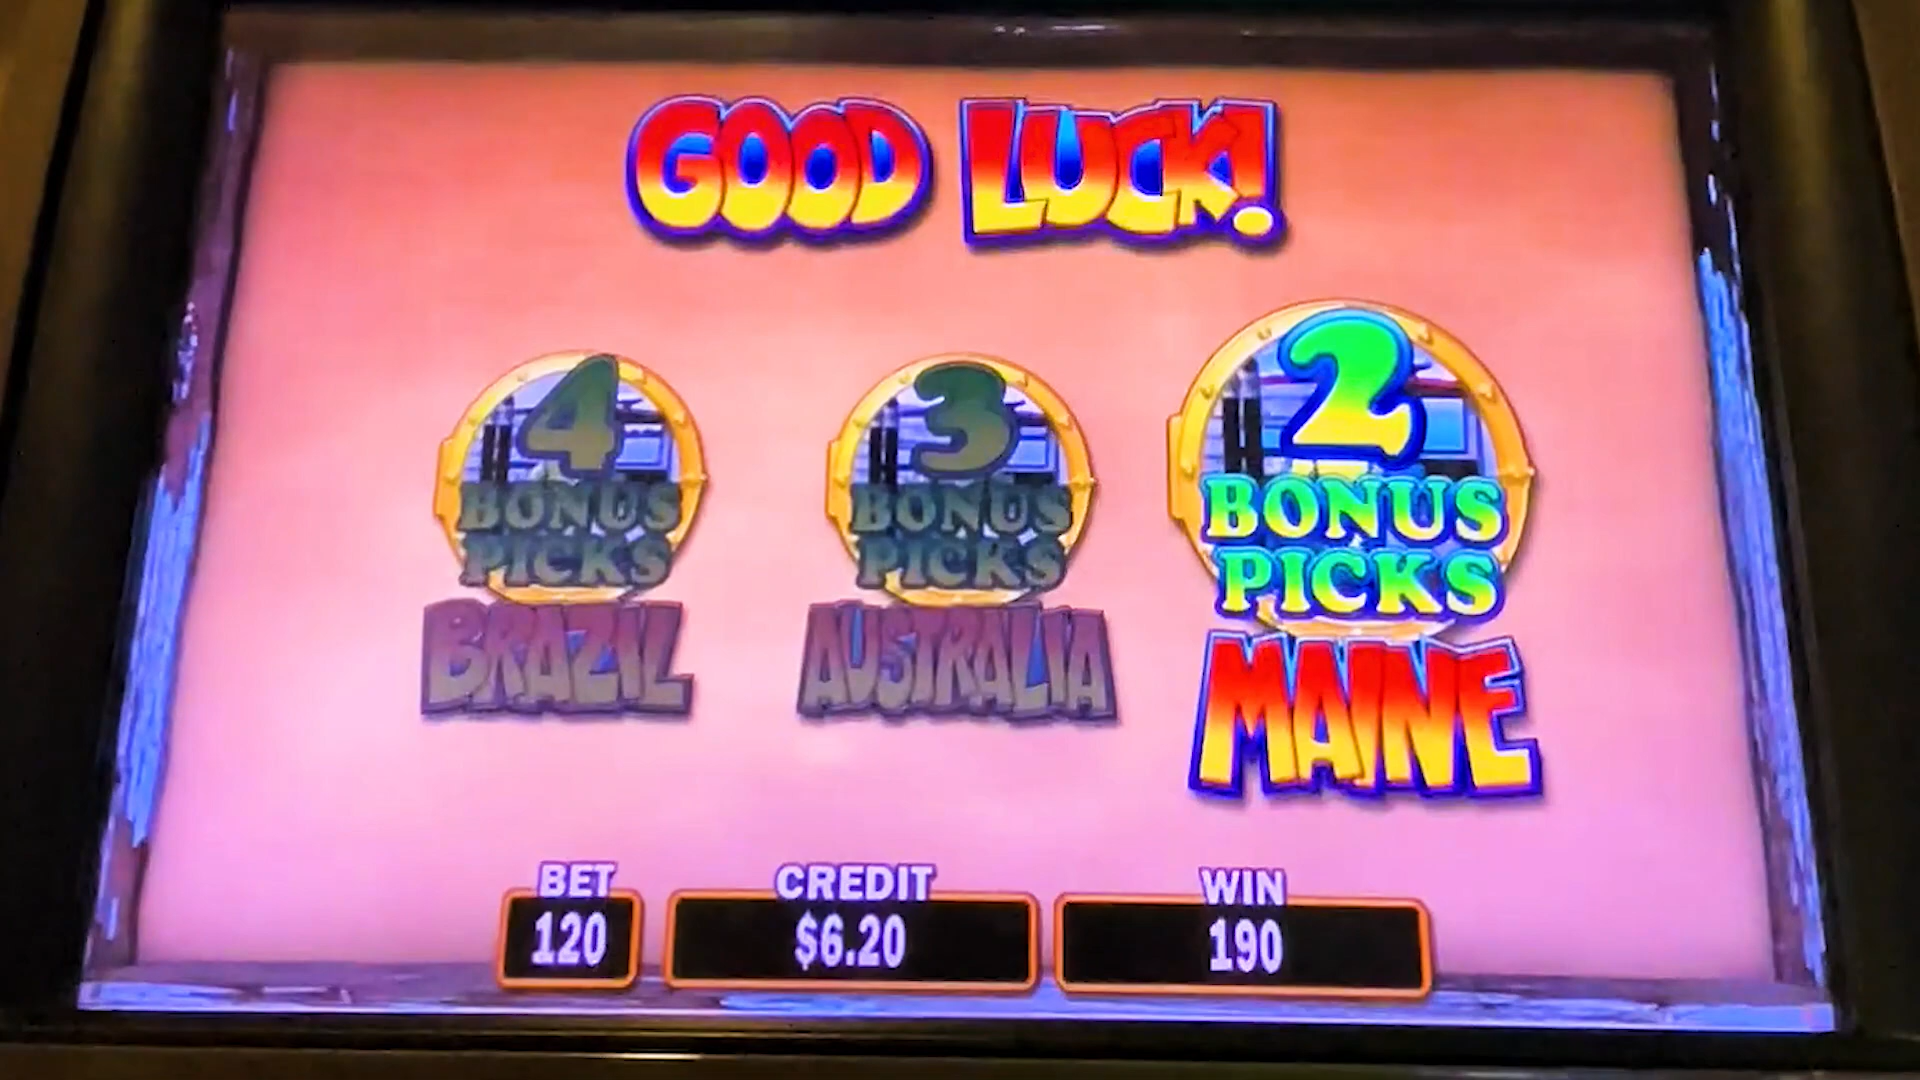 GOOD LUCK!
4
BONUS
PICKS
BRAZIL
3
BONUS
PICKS
AUSTRALIA
2
BONUS
PICKS
MAINE
BET
120
CREDIT
$6.20
WIN
190